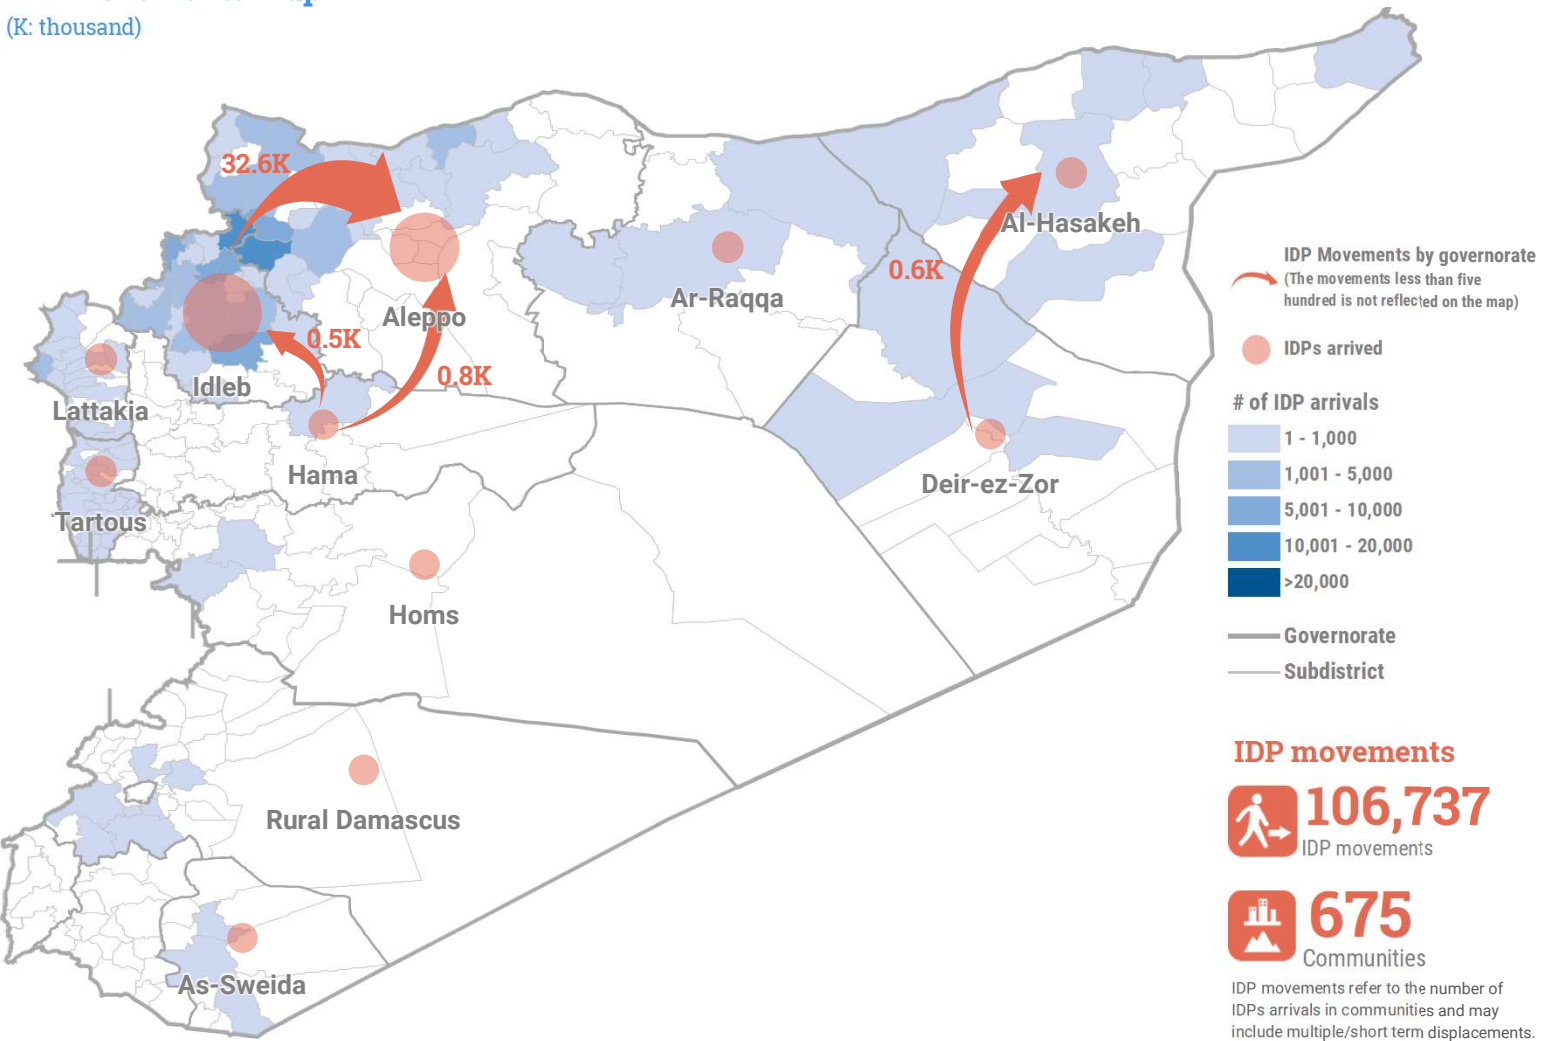 (K: thousand)
32.6K
Al-Hasakeh
0.6K
Ar-Raqqa
Aleppo
0.5K
0.8K
Idleb
Lattakia
Hama
Deir-ez-Zor
Tartous
Homs
Rural Damascus
As-Sweida
IDP Movements by governorate
(The movements less than five
hundred is not reflected on the map)
IDPs arrived
# of IDP arrivals
1 - 1,000
1,001 - 5,000
5,001 - 10,000
10,001 - 20,000
>20,000
Governorate
Subdistrict
IDP movements
106,737
IDP movements
675
Communities
IDP movements refer to the number of
IDPs arrivals in communities and may
include multiple/short term displacements.